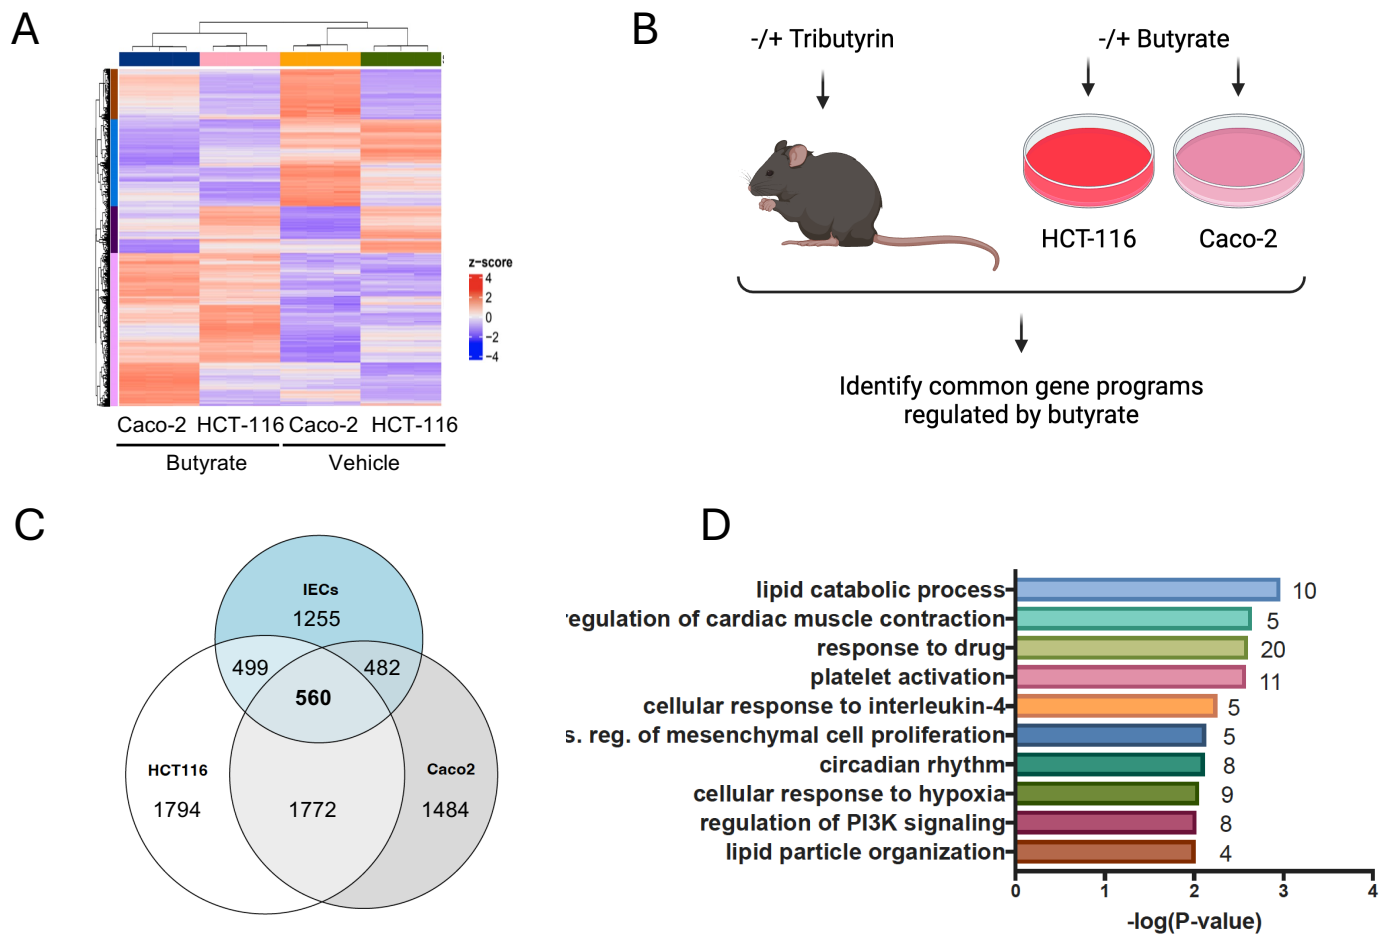 A
z-score
4
2
0
−2
−4
Caco-2 HCT-116 Caco-2 HCT-116
Butyrate Vehicle
B
-/+ Tributyrin
-/+ Butyrate
HCT-116
Caco-2
Identify common gene programs
regulated by butyrate
C
IECs
1255
499
482
560
HCT116
Caco2
1794
1772
1484
D
lipid catabolic process 10
regulation of cardiac muscle contraction 5
response to drug 20
platelet activation 11
cellular response to interleukin-4 5
s. reg. of mesenchymal cell proliferation 5
circadian rhythm 8
cellular response to hypoxia 9
regulation of PI3K signaling 8
lipid particle organization 4
0 1 2 3 4
-log(P-value)